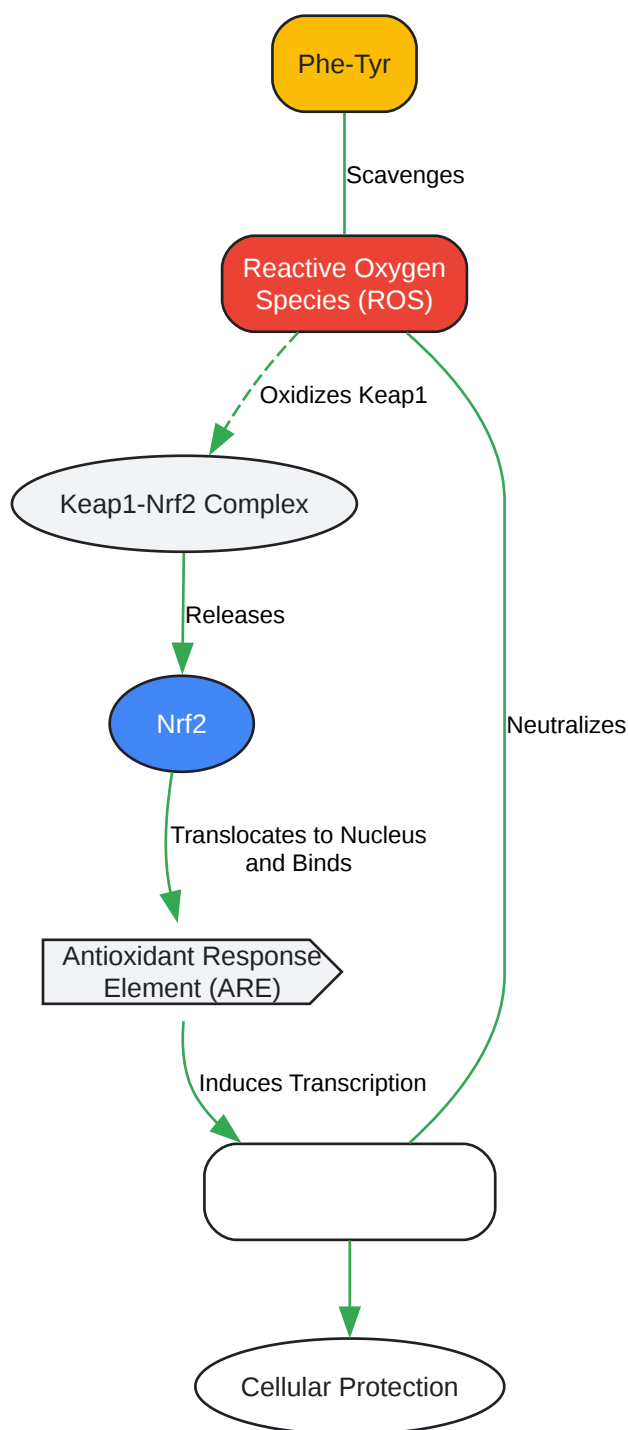 Phe-Tyr
Scavenges
Reactive Oxygen
Species (ROS)
Oxidizes Keap1
Keap1-Nrf2 Complex
Releases
Nrf2
Neutralizes
Translocates to Nucleus
and Binds
Antioxidant Response
Element (ARE)
Induces Transcription
Cellular Protection